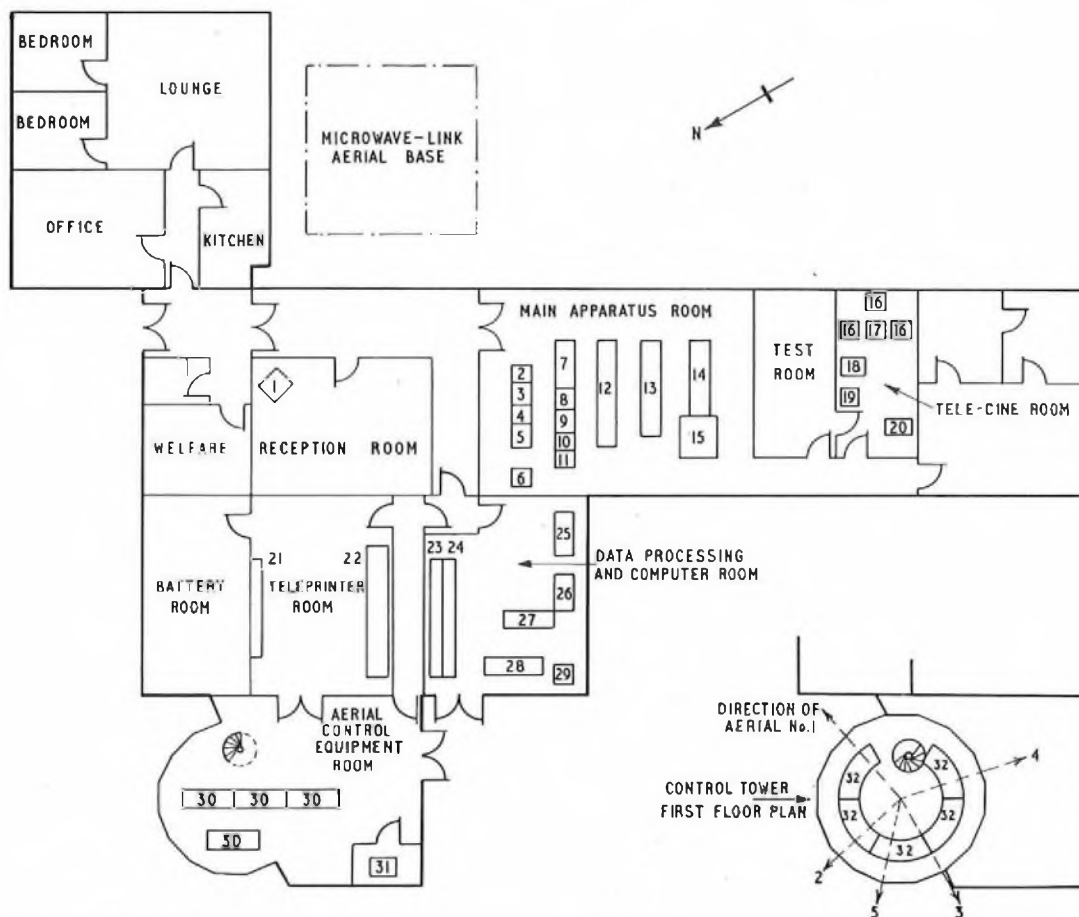 BEDROOM
LOUNGE
BEDROOM
MICROWAVE-LINK
AERIAL BASE
N
OFFICE
KITCHEN
MAIN APPARATUS ROOM
16
16 17 16
TEST
ROOM
18
19
20
TELE-CINE ROOM
1
2
3
4
5
6
7
8
9
10
11
12
13
14
15
WELFARE
RECEPTION ROOM
21
22
23 24
25
BATTERY
ROOM
TELEPRINTER
ROOM
DATA PROCESSING
AND COMPUTER ROOM
26
27
28
29
AERIAL
CONTROL
EQUIPMENT
ROOM
30 30 30
30
31
DIRECTION OF
AERIAL No.1
CONTROL TOWER
FIRST FLOOR PLAN
32
32
32
32
32
4
2
5
3